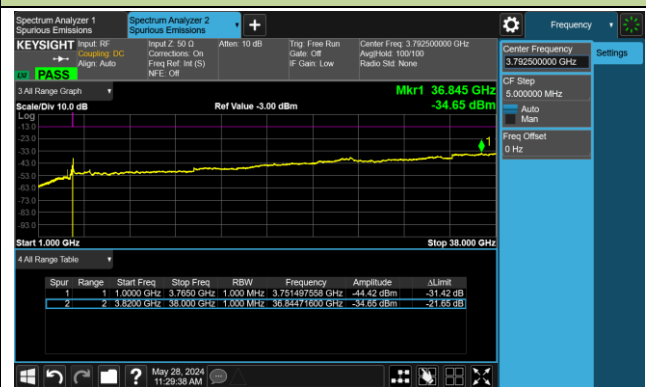 Spectrum Analyzer 1
Spurious Emissions
Spectrum Analyzer 2
Spurious Emissions
Frequency
KEYSIGHT
Input: RF
Coupling: DC
Align: Auto
Input Z: 50 Ω
Corrections: On
Freq Ref: Int (S)
NFE: Off
Atten: 10 dB
Trig: Free Run
Gate: Off
IF Gain: Low
Center Freq: 3.792500000 GHz
Avg|Hold: 100/100
Radio Std: None
PASS
Center Frequency
3.792500000 GHz
Settings
CF Step
5.000000 MHz
Auto
Man
Freq Offset
0 Hz
3 All Range Graph
Mkr1 36.845 GHz
Scale/Div 10.0 dB
Ref Value -3.00 dBm
-34.65 dBm
Log
-13.0
-23.0
-33.0
-43.0
-53.0
-63.0
-73.0
-83.0
-93.0
1
Start 1.000 GHz
Stop 38.000 GHz
4 All Range Table
Spur Range Start Freq Stop Freq RBW Frequency Amplitude ΔLimit
1 1 1.0000 GHz 3.7650 GHz 1.000 MHz 3.751497558 GHz -44.42 dBm -31.42 dB
2 2 3.8200 GHz 38.000 GHz 1.000 MHz 36.84471600 GHz -34.65 dBm -21.65 dB
May 28, 2024
11:29:38 AM